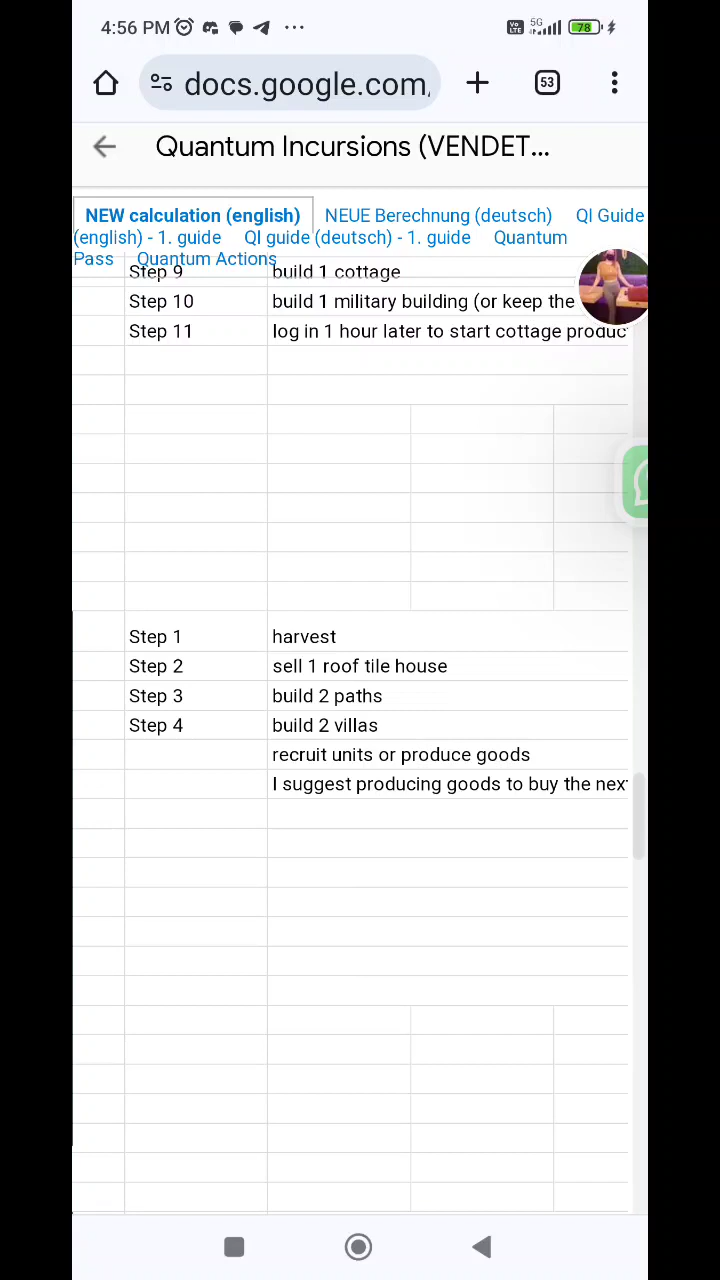 4:56 PM
Vo LTE 5G 78
docs.google.com,
53
Quantum Incursions (VENDET...
NEW calculation (english) NEUE Berechnung (deutsch) QI Guide
(english) - 1. guide QI guide (deutsch) - 1. guide Quantum
Pass Quantum Actions
Step 9 build 1 cottage
Step 10 build 1 military building (or keep the
Step 11 log in 1 hour later to start cottage produc
Step 1 harvest
Step 2 sell 1 roof tile house
Step 3 build 2 paths
Step 4 build 2 villas
recruit units or produce goods
I suggest producing goods to buy the nex